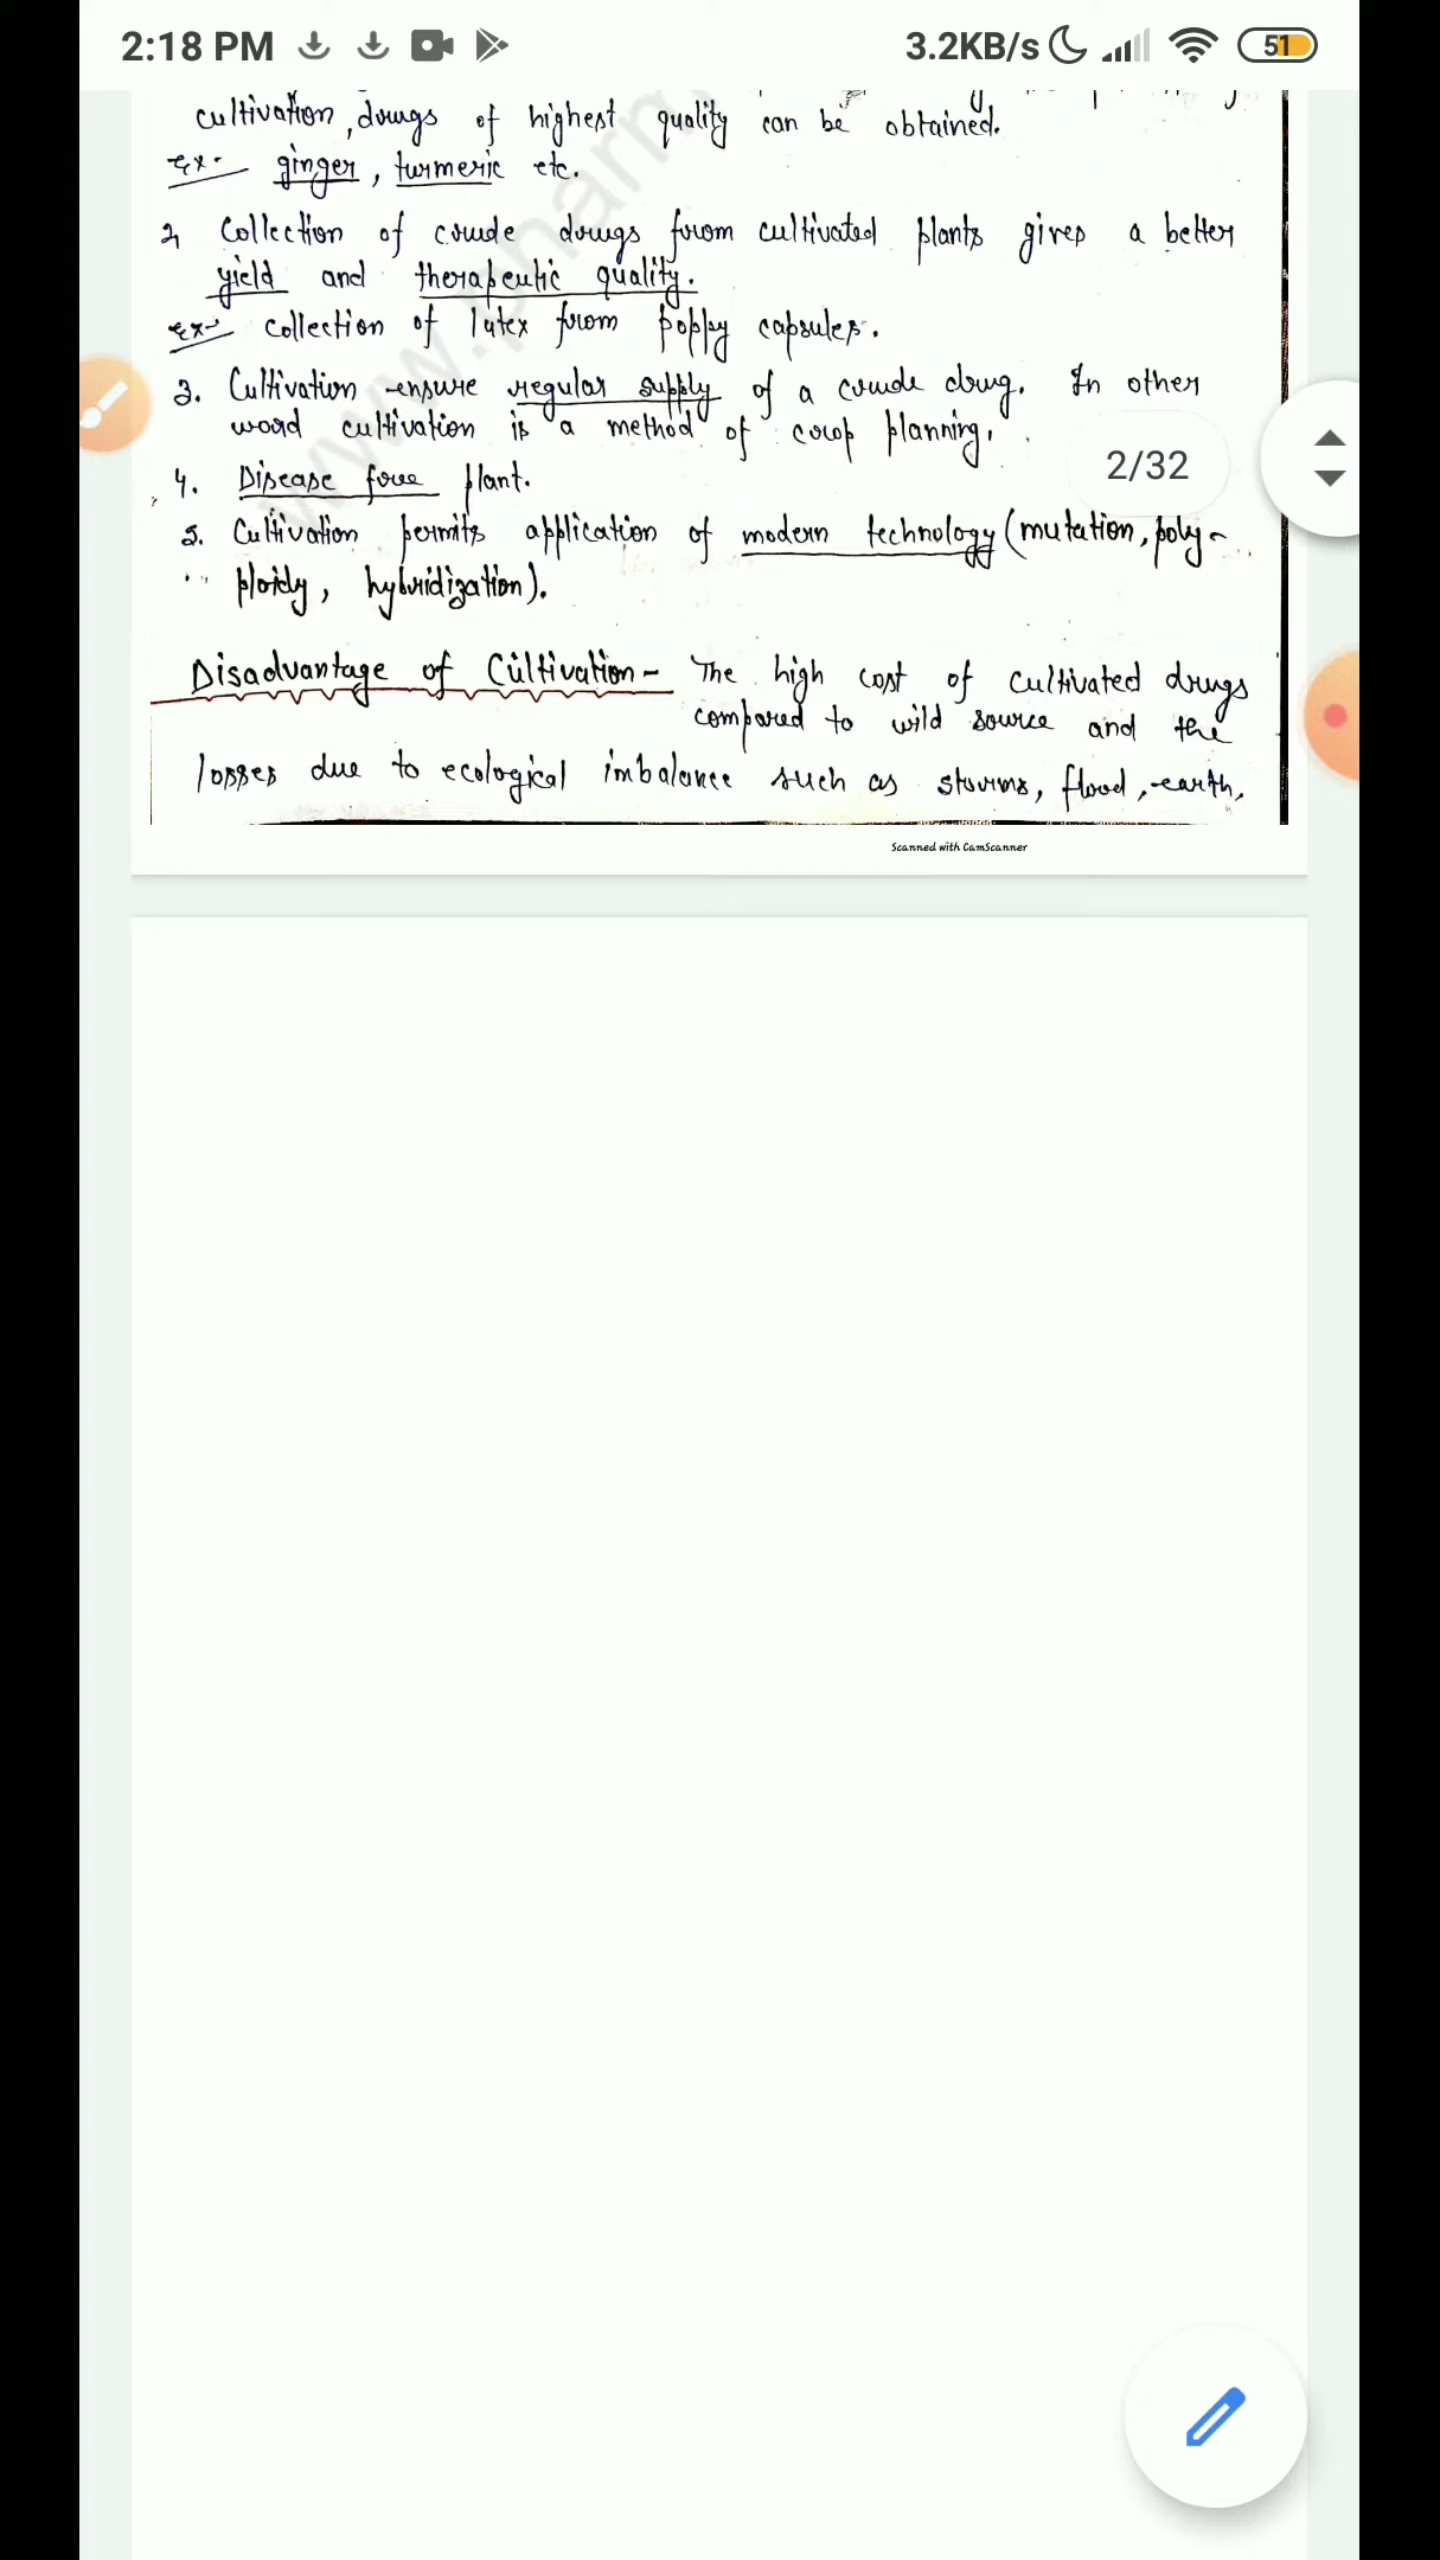 2:18 PM
3.2KB/s
51
cultivation, drugs of highest quality can be obtained.
Ex- ginger, turmeric etc.
2, Collection of crude drugs from cultivated plants gives a better
yield and therapeutic quality.
Ex- collection of latex from poppy capsules.
3. Cultivation ensure regular supply of a crude drug. In other
word cultivation is a method of crop planning.
2/32
4. Disease free plant.
5. Cultivation permits application of modern technology (mutation, poly-
ploidy, hybridization).
Disadvantage of Cultivation - The high cost of cultivated drugs
compared to wild source and the
losses due to ecological imbalance such as storms, flood, earth,
Scanned with CamScanner
www.pharm